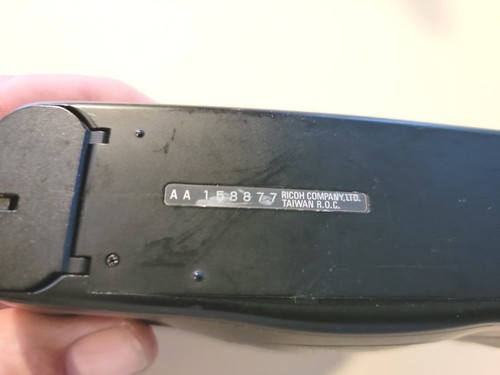 AA 158877 RICOH COMPANY,LTD.
TAIWAN R.O.C.